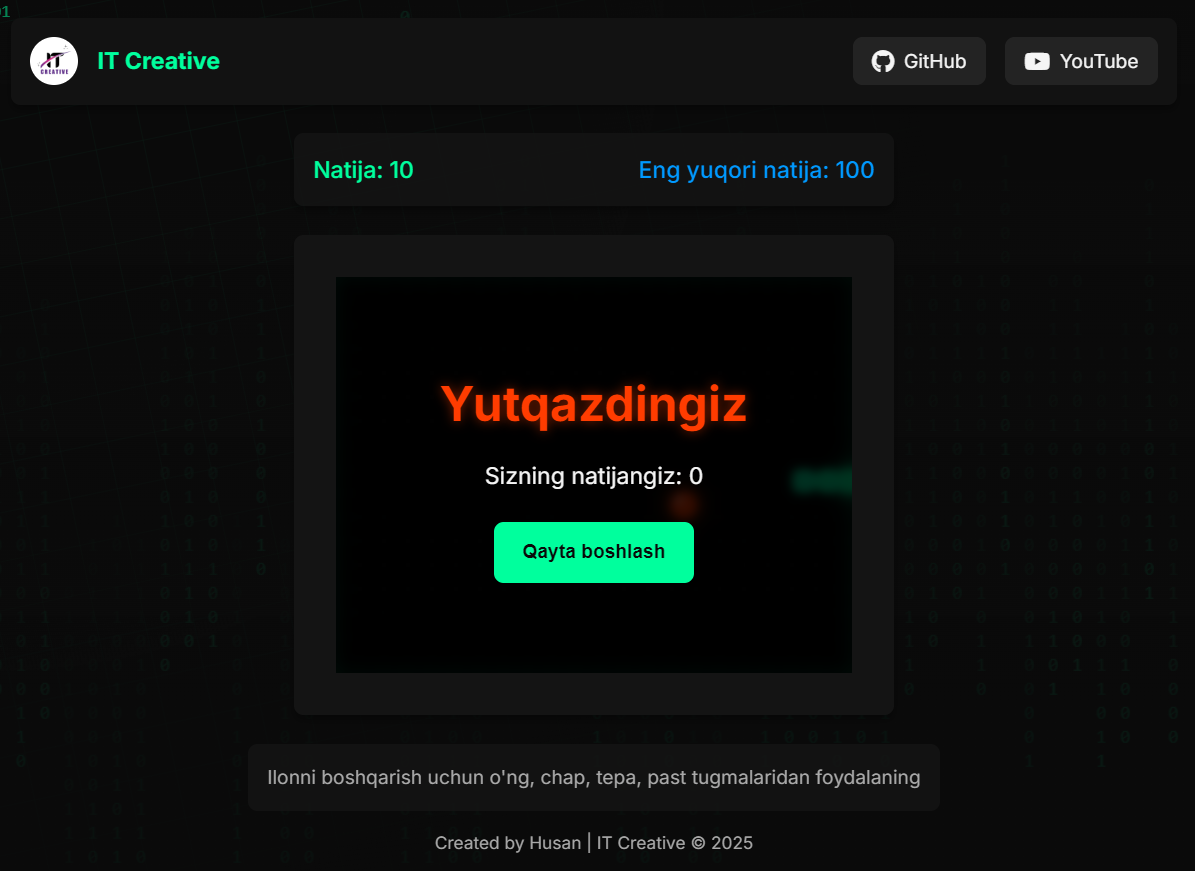 IT CREATIVE
IT Creative
GitHub
YouTube
Natija: 10
Eng yuqori natija: 100
Yutqazdingiz
Sizning natijangiz: 0
Qayta boshlash
Ilonni boshqarish uchun o'ng, chap, tepa, past tugmalaridan foydalaning
Created by Husan | IT Creative © 2025